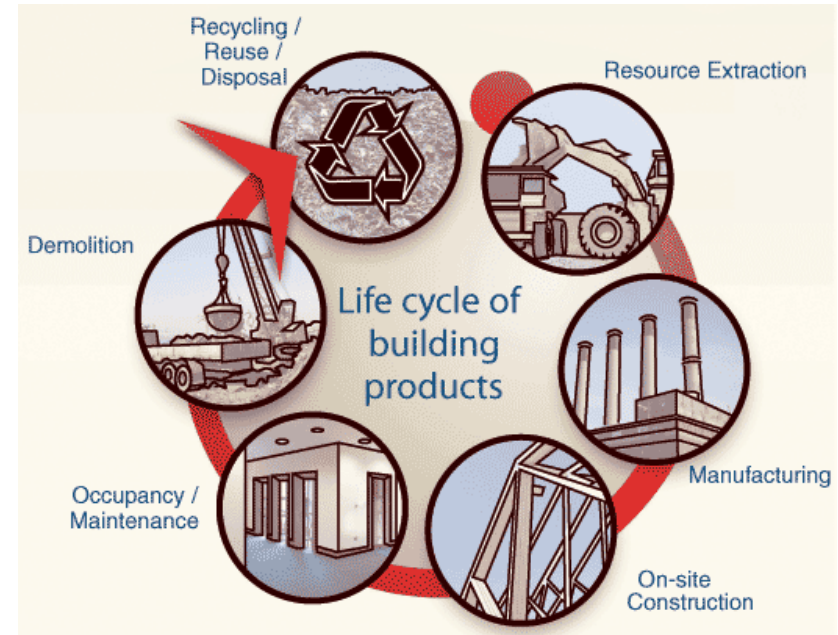 Recycling /
Reuse /
Disposal
Resource Extraction
Demolition
Life cycle of
building
products
Manufacturing
Occupancy /
Maintenance
On-site
Construction